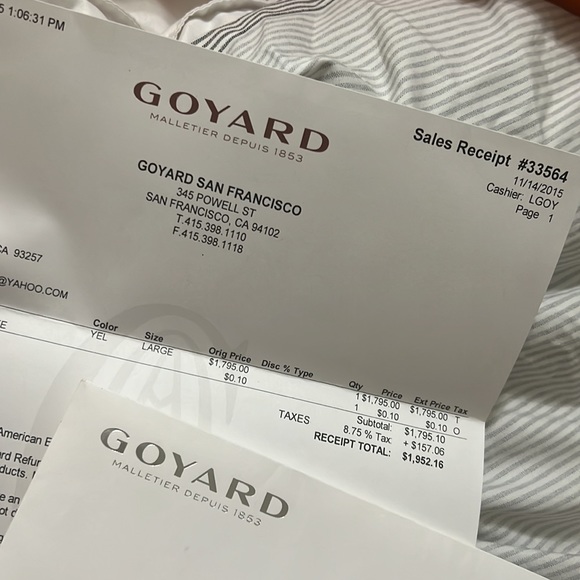 5 1:06:31 PM
GOYARD
MALLETIER DEPUIS 1853
Sales Receipt #33564
11/14/2015
Cashier: LGOY
Page 1
GOYARD SAN FRANCISCO
345 POWELL ST
SAN FRANCISCO, CA 94102
T.415.398.1110
F.415.398.1118
CA 93257
@YAHOO.COM
Color Size Orig Price Disc % Type Qty Price Ext Price Tax
YEL LARGE $1,795.00 1 $1,795.00 $1,795.00 T
$0.10 1 $0.10 $0.10 O
Subtotal: $1,795.10
TAXES 8.75 % Tax: + $157.06
RECEIPT TOTAL: $1,952.16
American E
rd Refur
ducts.
e an
GOYARD
MALLETIER DEPUIS 1853